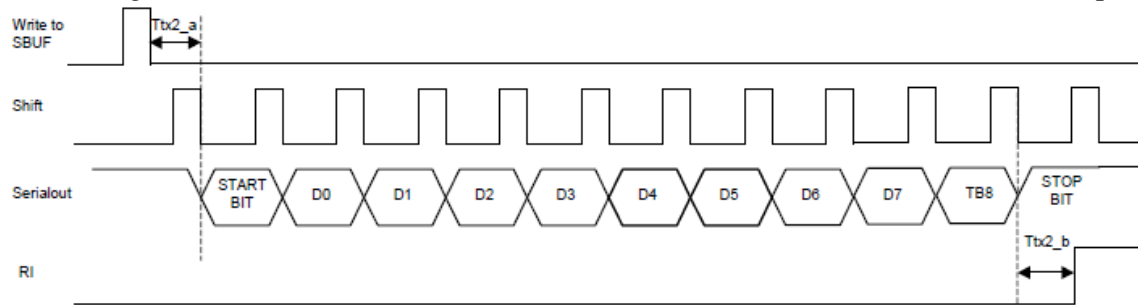 Write to
SBUF
Ttx2_a
Shift
Serialout
START
BIT
D0
D1
D2
D3
D4
D5
D6
D7
TB8
STOP
BIT
Ttx2_b
RI